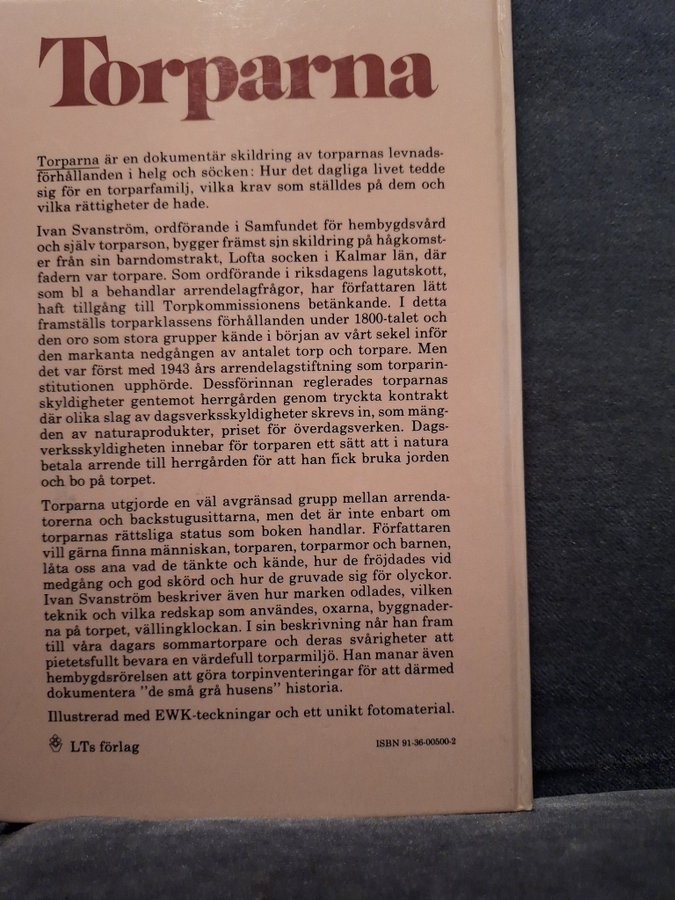 Torparna
Torparna är en dokumentär skildring av torparnas levnads-
förhållanden i helg och söcken: Hur det dagliga livet tedde
sig för en torparfamilj, vilka krav som ställdes på dem och
vilka rättigheter de hade.
Ivan Svanström, ordförande i Samfundet för hembygdsvård
och själv torparson, bygger främst sin skildring på hågkomst-
er från sin barndomstrakt, Lofta socken i Kalmar län, där
fadern var torpare. Som ordförande i riksdagens lagutskott,
som bl a behandlar arrendelagfrågor, har författaren lätt
haft tillgång till Torpkommissionens betänkande. I detta
framställs torparklassens förhållanden under 1800-talet och
den oro som stora grupper kände i början av vårt sekel inför
den markanta nedgången av antalet torp och torpare. Men
det var först med 1943 års arrendelagstiftning som torparin-
stitutionen upphörde. Dessförinnan reglerades torparnas
skyldigheter gentemot herrgården genom tryckta kontrakt
där olika slag av dagsverksskyldigheter skrevs in, som mäng-
den av naturaprodukter, priset för överdagsverken. Dags-
verksskyldigheten innebar för torparen ett sätt att i natura
betala arrende till herrgården för att han fick bruka jorden
och bo på torpet.
Torparna utgjorde en väl avgränsad grupp mellan arrenda-
torerna och backstugusittarna, men det är inte enbart om
torparnas rättsliga status som boken handlar. Författaren
vill gärna finna människan, torparen, torparmor och barnen,
låta oss ana vad de tänkte och kände, hur de fröjdades vid
medgång och god skörd och hur de gruvade sig för olyckor.
Ivan Svanström beskriver även hur marken odlades, vilken
teknik och vilka redskap som användes, oxarna, byggnader-
na på torpet, vällingklockan. I sin beskrivning når han fram
till våra dagars sommartorpare och deras svårigheter att
pietetsfullt bevara en värdefull torparmiljö. Han manar även
hembygdsrörelsen att göra torpinventeringar för att därmed
dokumentera "de små grå husens" historia.
Illustrerad med EWK-teckningar och ett unikt fotomaterial.
LTs förlag
ISBN 91-36-00500-2